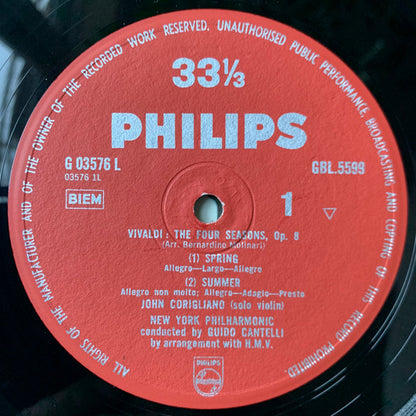 ALL RIGHTS OF THE MANUFACTURER AND OF THE OWNER OF THE RECORDED WORK RESERVED. UNAUTHORISED PUBLIC PERFORMANCE, BROADCASTING AND COPYING OF THIS RECORD PROHIBITED
33⅓
PHILIPS
G 03576 L
GBL.5599
03576 1L
BIEM
1
VIVALDI: THE FOUR SEASONS, Op. 8
(Arr. Bernardino Molinari)
(1) SPRING
Allegro—Largo—Allegro
(2) SUMMER
Allegro non molto; Allegro—Adagio—Presto
JOHN CORIGLIANO (solo violin)
NEW YORK PHILHARMONIC
conducted by GUIDO CANTELLI
by arrangement with H.M.V.
PHILIPS